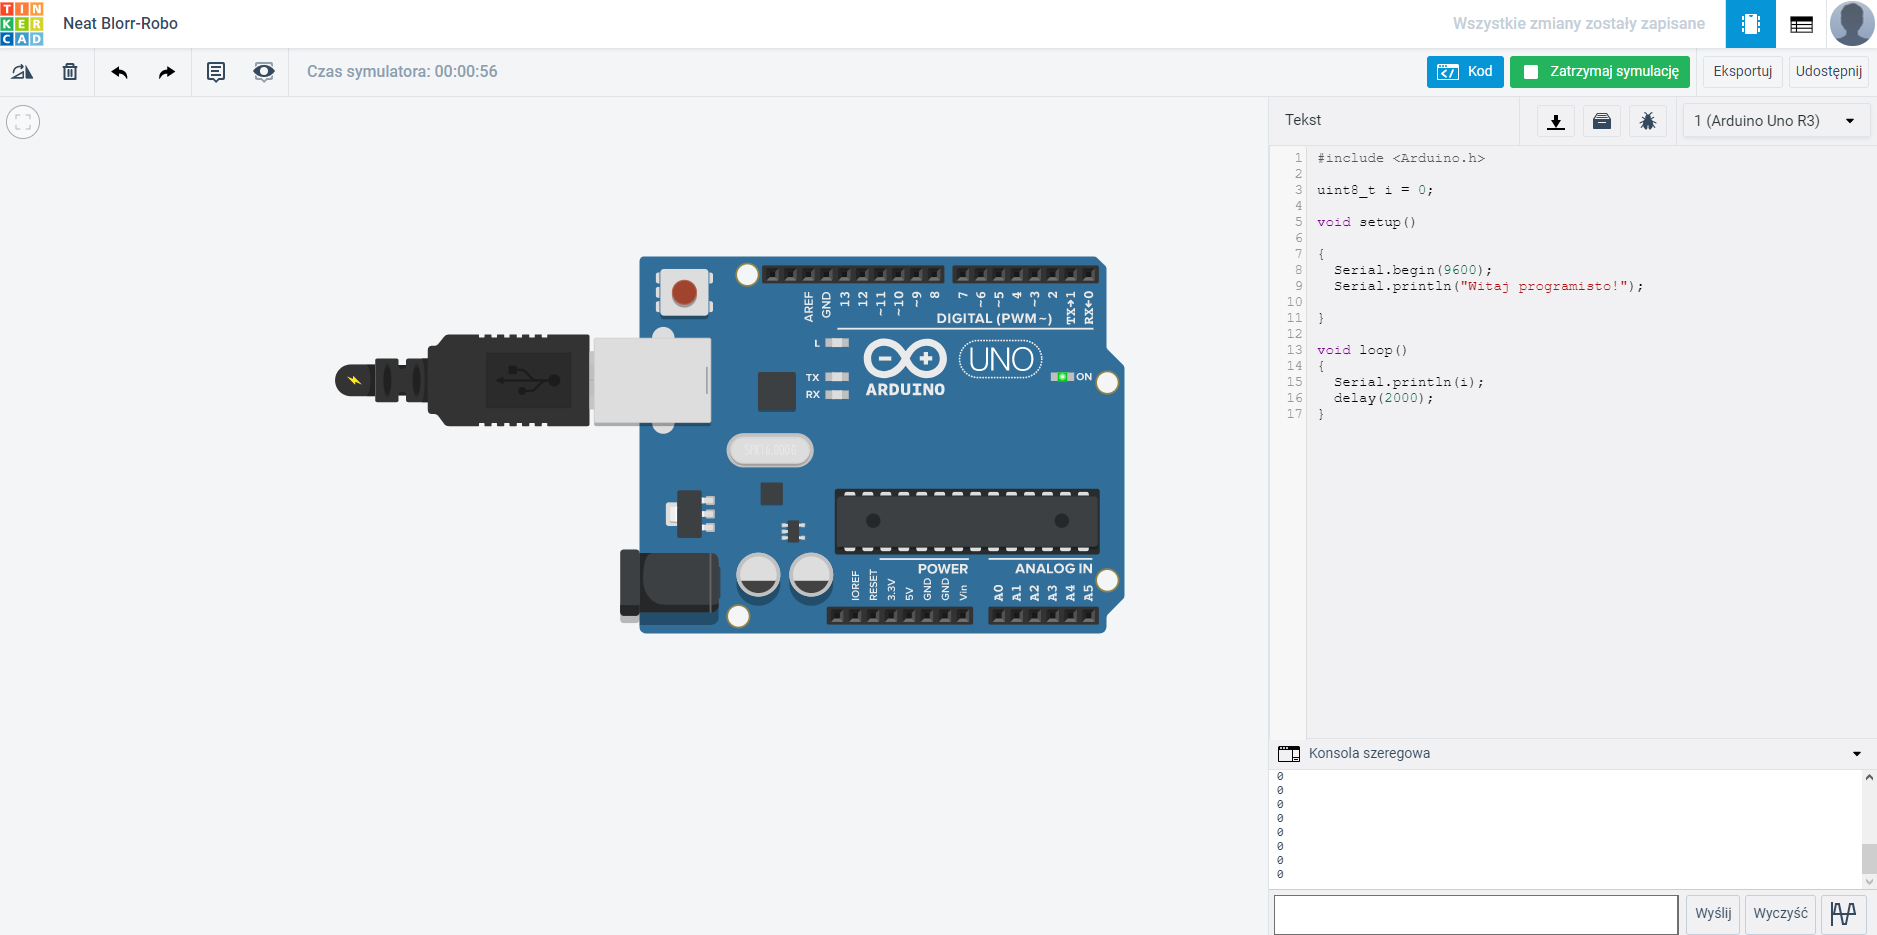 TINKERCAD
Neat Blorr-Robo
Wszystkie zmiany zostały zapisane
Czas symulatora: 00:00:56
Kod
Zatrzymaj symulację
Eksportuj
Udostępnij
Tekst
1 (Arduino Uno R3)
1 #include <Arduino.h>
2
3 uint8_t i = 0;
4
5 void setup()
6
7 {
8 Serial.begin(9600);
9 Serial.println("Witaj programisto!");
10
11 }
12
13 void loop()
14 {
15 Serial.println(i);
16 delay(2000);
17 }
AREF GND 13 12 ~11 ~10 ~9 8 7 ~6 ~5 4 ~3 2 TX→1 RX←0
DIGITAL (PWM~)
L
TX
RX
ARDUINO
UNO
ON
SPK16.000G
POWER
ANALOG IN
IOREF RESET 3.3V 5V GND GND Vin A0 A1 A2 A3 A4 A5
Konsola szeregowa
0
0
0
0
0
0
0
0
Wyślij
Wyczyść